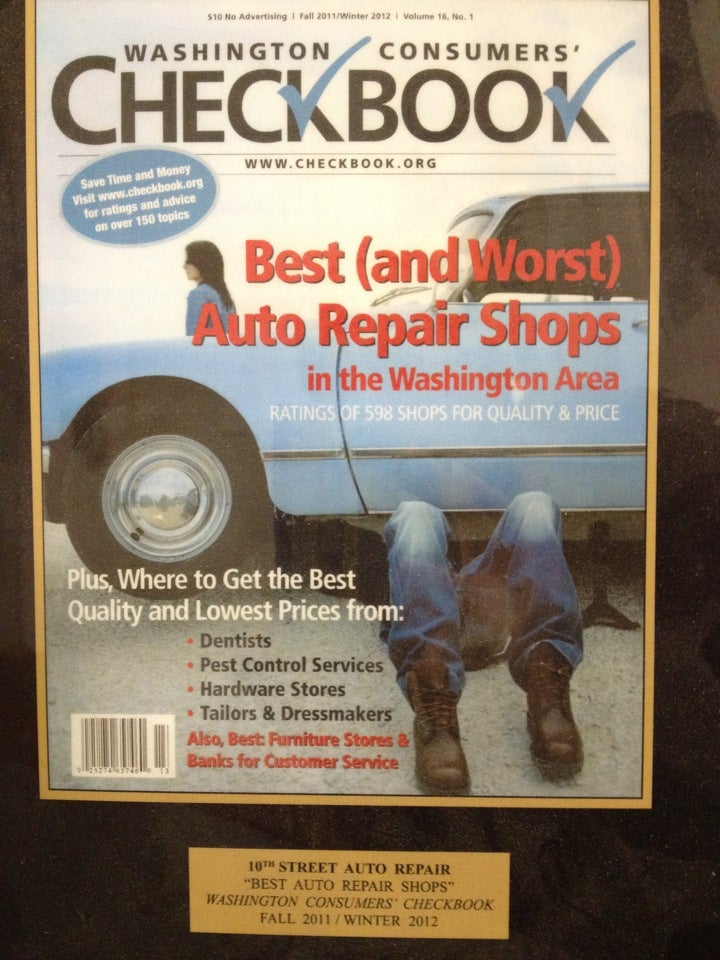 $10 No Advertising | Fall 2011/Winter 2012 | Volume 16, No. 1
WASHINGTON CONSUMERS'
CHECKBOOK
WWW.CHECKBOOK.ORG
Save Time and Money
Visit www.checkbook.org
for ratings and advice
on over 150 topics
Best (and Worst)
Auto Repair Shops
in the Washington Area
RATINGS OF 598 SHOPS FOR QUALITY & PRICE
Plus, Where to Get the Best
Quality and Lowest Prices from:
• Dentists
• Pest Control Services
• Hardware Stores
• Tailors & Dressmakers
Also, Best: Furniture Stores &
Banks for Customer Service
10TH STREET AUTO REPAIR
"BEST AUTO REPAIR SHOPS"
WASHINGTON CONSUMERS' CHECKBOOK
FALL 2011 / WINTER 2012